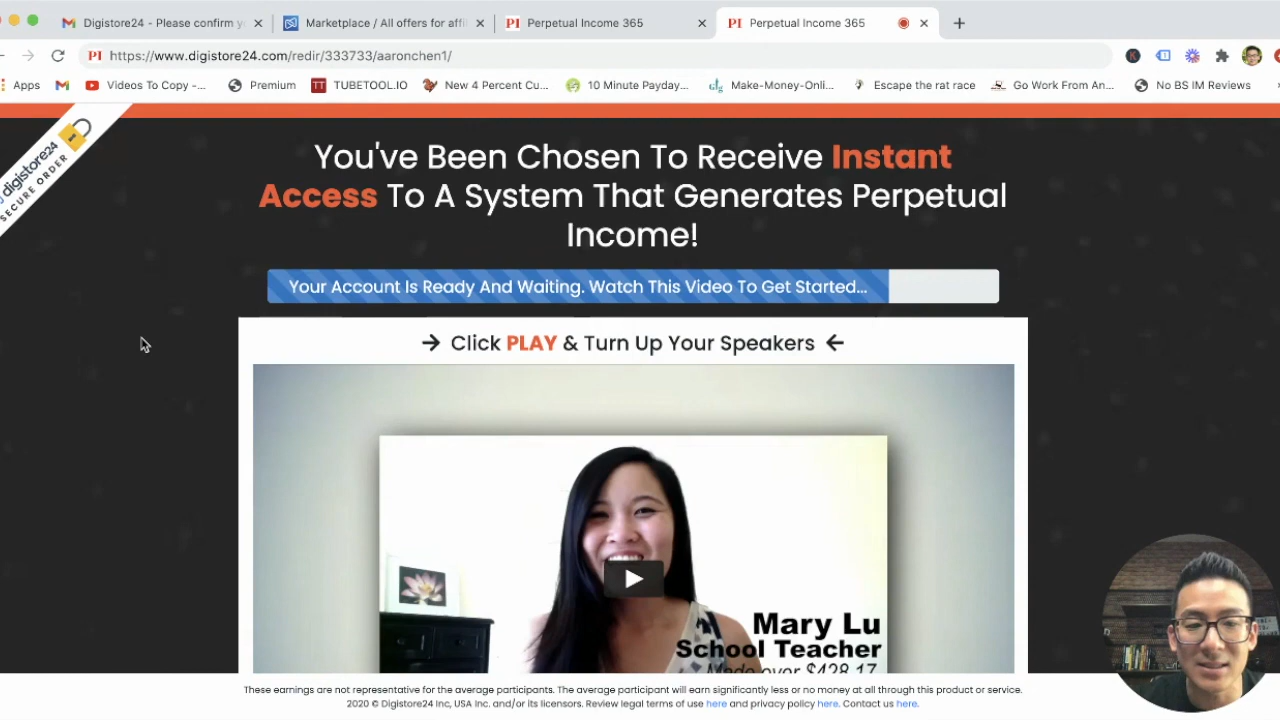 Digistore24 - Please confirm y
Marketplace / All offers for affil
Perpetual Income 365
Perpetual Income 365
https://www.digistore24.com/redir/333733/aaronchen1/
Apps
Videos To Copy -...
Premium
TUBETOOL.IO
New 4 Percent Cu...
10 Minute Payday...
Make-Money-Onli...
Escape the rat race
Go Work From An...
No BS IM Reviews
digistore24
SECURE ORDER
You've Been Chosen To Receive Instant
Access To A System That Generates Perpetual
Income!
Your Account Is Ready And Waiting. Watch This Video To Get Started...
→ Click PLAY & Turn Up Your Speakers ←
Mary Lu
School Teacher
Made over $428.17
These earnings are not representative for the average participants. The average participant will earn significantly less or no money at all through this product or service.
2020 © Digistore24 Inc, USA Inc. and/or its licensors. Review legal terms of use here and privacy policy here. Contact us here.